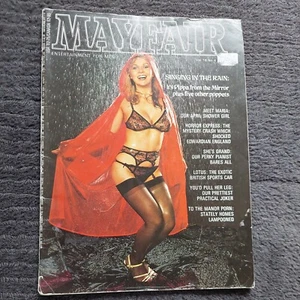 MAYFAIR
ENTERTAINMENT FOR MEN
SINGING IN THE RAIN:
It's Pippa from the Mirror
plus five other poppets
MEET MARIA:
OUR APRIL SHOWER GIRL
HORROR EXPRESS: THE
MYSTERY CRASH WHICH
SHOCKED
EDWARDIAN ENGLAND
SHE'S GRAND:
OUR PERKY PIANIST
BARES ALL
LOTUS: THE EXOTIC
BRITISH SPORTS CAR
YOU'D PULL HER LEG:
OUR PRETTIEST
PRACTICAL JOKER
TO THE MANOR PORN:
STATELY HOMES
LAMPOONED